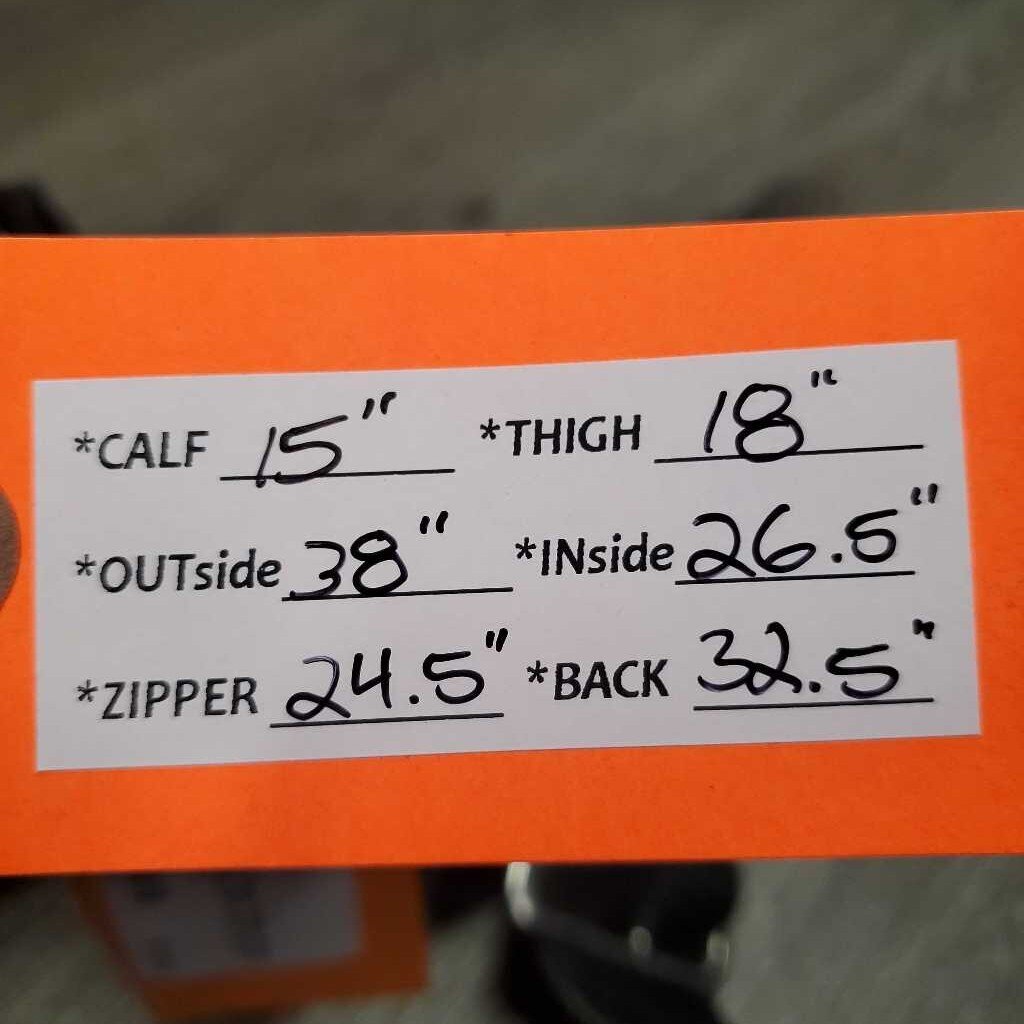 *CALF 15" *THIGH 18"
*OUTside 38" *INside 26.5"
*ZIPPER 24.5" *BACK 32.5"